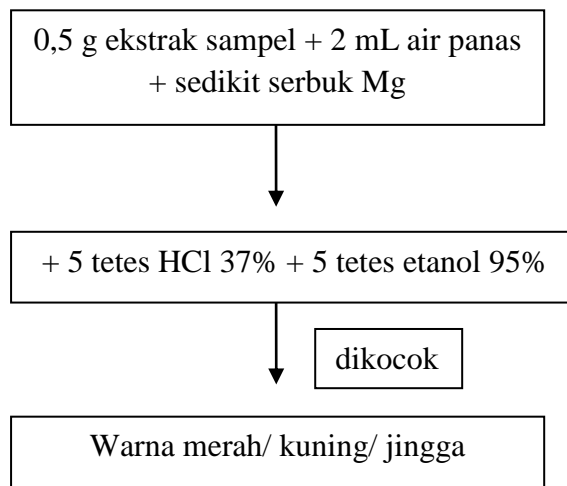 0,5 g ekstrak sampel + 2 mL air panas
+ sedikit serbuk Mg
+ 5 tetes HCl 37% + 5 tetes etanol 95%
dikocok
Warna merah/ kuning/ jingga